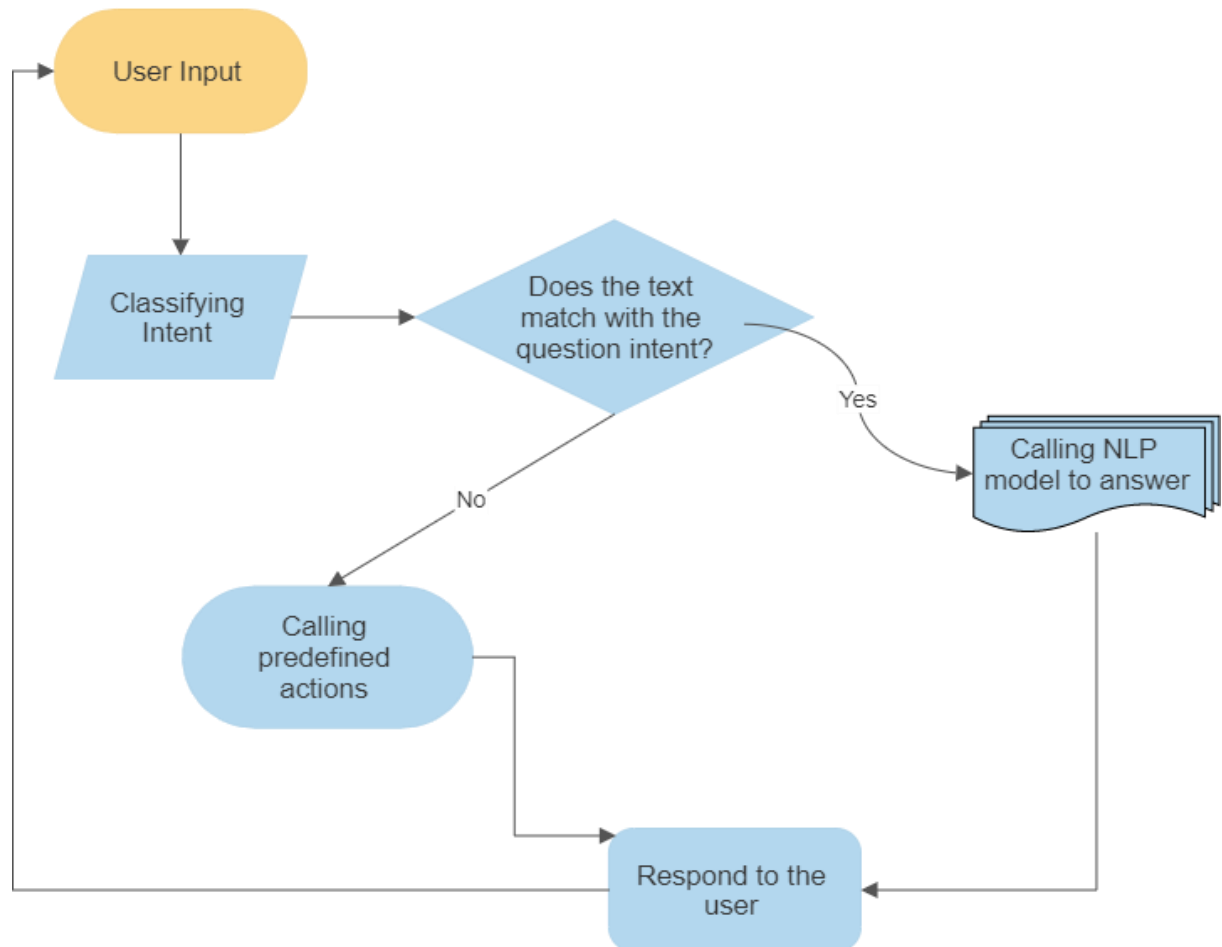 User Input
Classifying
Intent
Does the text
match with the
question intent?
Yes
Calling NLP
model to answer
No
Calling
predefined
actions
Respond to the
user